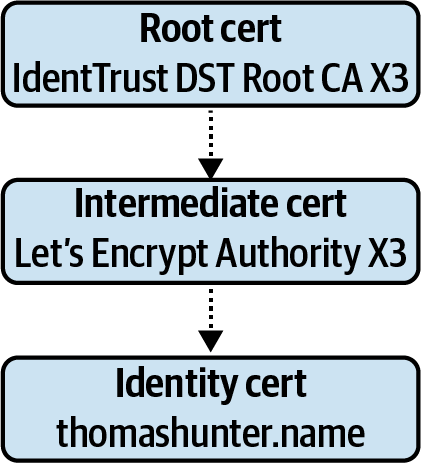 Root cert
IdentTrust DST Root CA X3
Intermediate cert
Let's Encrypt Authority X3
Identity cert
thomashunter.name